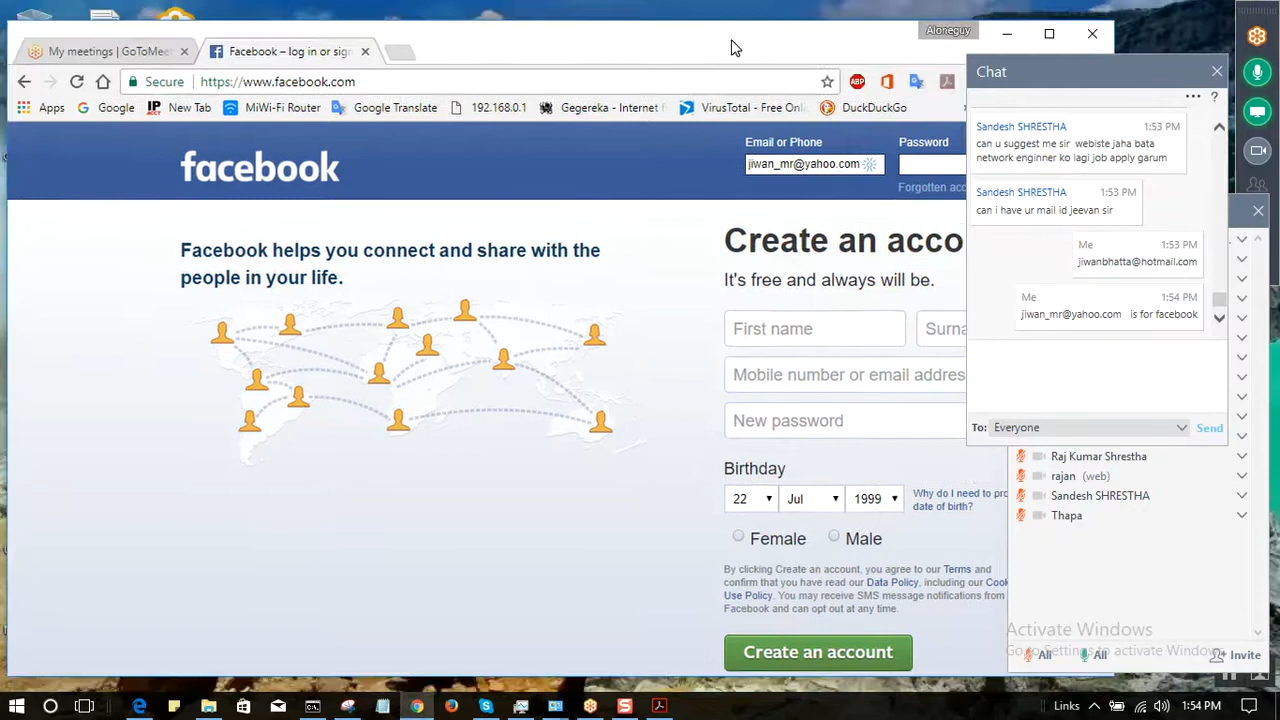 Aloneguy
My meetings | GoToMeet
Facebook – log in or sign
Secure
https://www.facebook.com
ABP
Apps
Google
New Tab
MiWi-Fi Router
Google Translate
192.168.0.1
Gegereka - Internet f
VirusTotal - Free Onli
DuckDuckGo
facebook
Email or Phone
Password
jiwan_mr@yahoo.com
Forgotten acc
Facebook helps you connect and share with the
people in your life.
Create an acco
It's free and always will be.
First name
Surna
Mobile number or email addres
New password
Birthday
22
Jul
1999
Why do I need to pro
date of birth?
Female
Male
By clicking Create an account, you agree to our Terms and
confirm that you have read our Data Policy, including our Cook
Use Policy. You may receive SMS message notifications from
Facebook and can opt out at any time.
Create an account
Chat
Sandesh SHRESTHA 1:53 PM
can u suggest me sir webiste jaha bata
network enginner ko lagi job apply garum
Sandesh SHRESTHA 1:53 PM
can i have ur mail id jeevan sir
Me 1:53 PM
jiwanbhatta@hotmail.com
Me 1:54 PM
jiwan_mr@yahoo.com is for facebook
To: Everyone
Send
Raj Kumar Shrestha
rajan (web)
Sandesh SHRESTHA
Thapa
Activate Windows
Go to Settings to activate Windows.
All
All
Invite
Links
1:54 PM